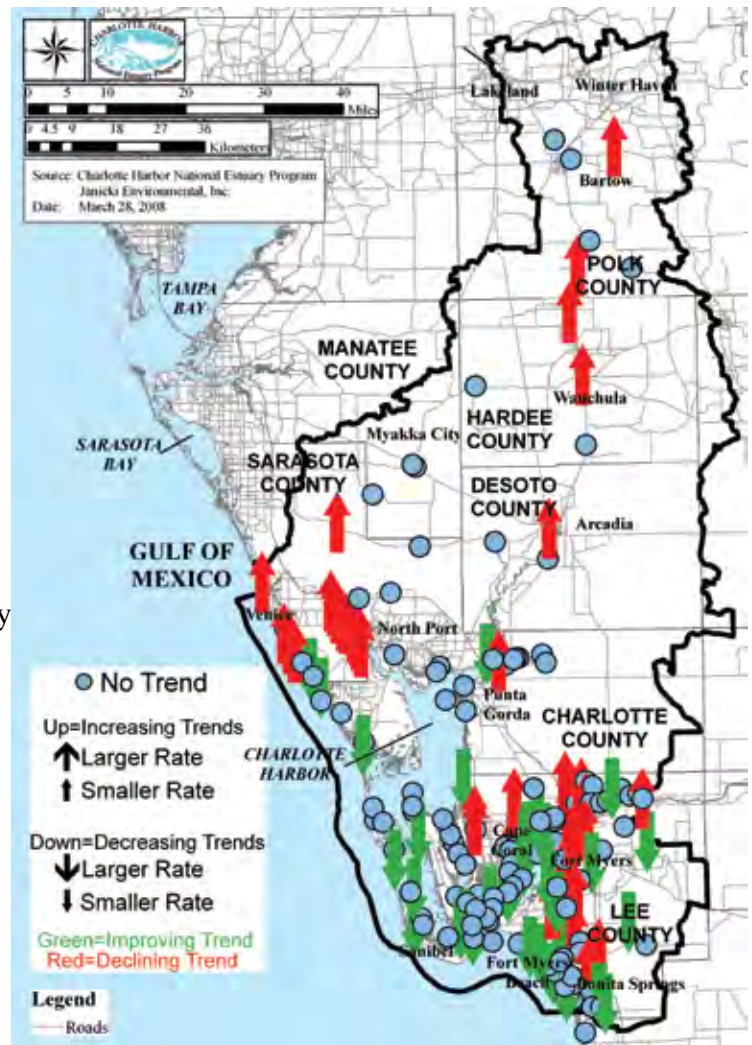 CHARLOTTE HARBOR
National Estuary Program
0 5 10 20 30 40
Miles
0 4.5 9 18 27 36
Kilometers
Source: Charlotte Harbor National Estuary Program
Janicki Environmental, Inc.
Date: March 28, 2008
Lakeland
Winter Haven
Bartow
POLK
COUNTY
TAMPA
BAY
MANATEE
COUNTY
Wauchula
HARDEE
COUNTY
SARASOTA
BAY
Myakka City
SARASOTA
COUNTY
DESOTO
COUNTY
Arcadia
GULF OF
MEXICO
y
Venice
North Port
Punta
Gorda
CHARLOTTE
COUNTY
CHARLOTTE
HARBOR
No Trend
Up=Increasing Trends
Larger Rate
Smaller Rate
Down=Decreasing Trends
Larger Rate
Smaller Rate
Green=Improving Trend
Red=Declining Trend
Cape
Coral
Fort Myers
LEE
COUNTY
Sanibel
Fort Myers
Beach
Bonita Springs
Legend
Roads